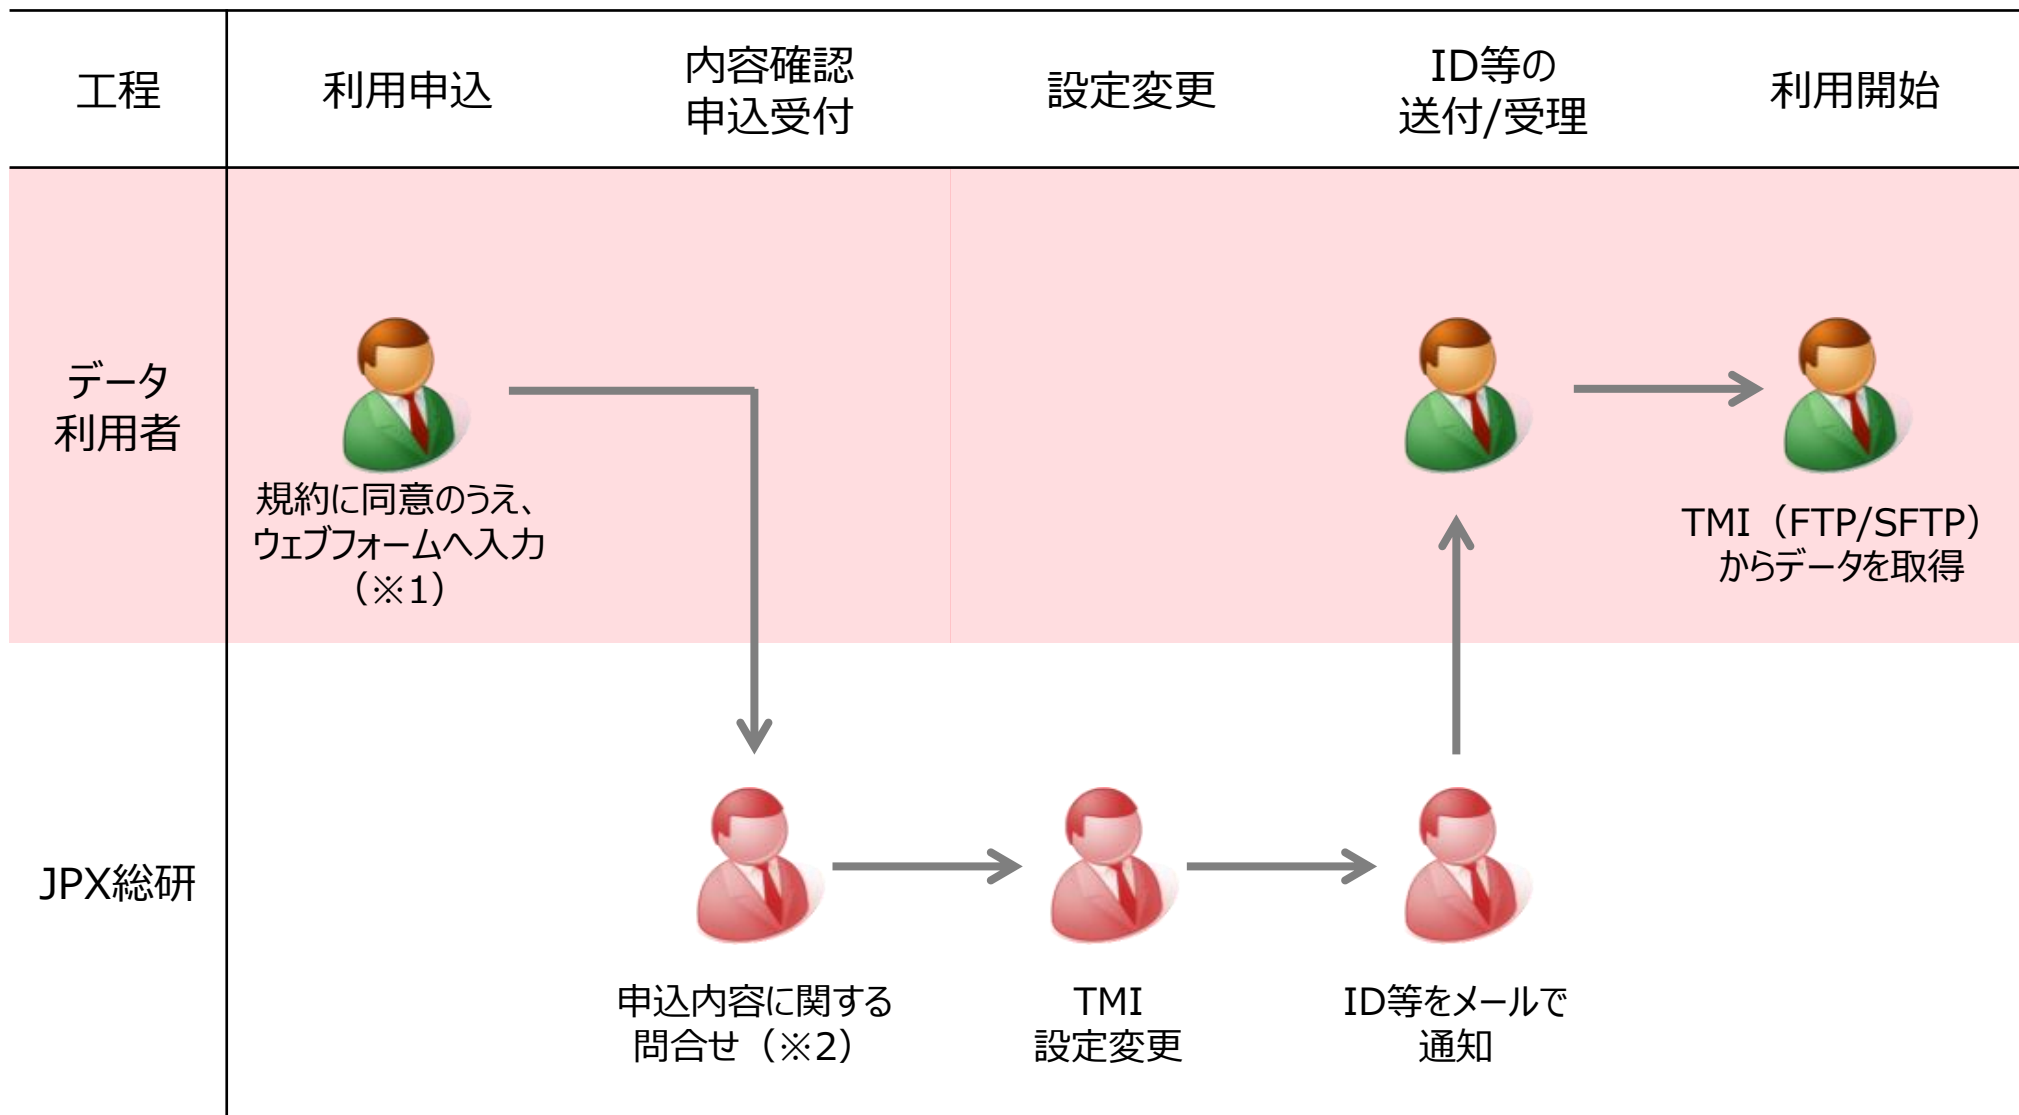 工程
利用申込
内容確認
申込受付
設定変更
ID等の
送付/受理
利用開始
データ
利用者
規約に同意のうえ、
ウェブフォームへ入力
（※1）
TMI（FTP/SFTP）
からデータを取得
JPX総研
申込内容に関する
問合せ（※2）
TMI
設定変更
ID等をメールで
通知